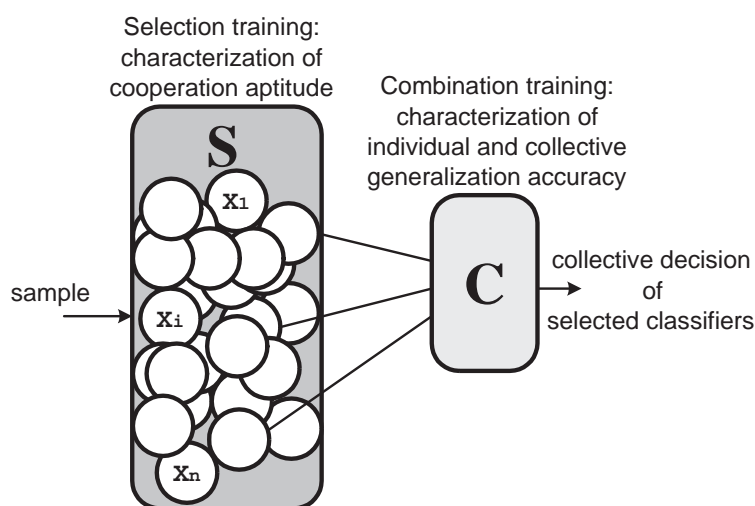 Selection training:
characterization of
cooperation aptitude
S
x1
xi
xn
sample
Combination training:
characterization of
individual and collective
generalization accuracy
C
collective decision
of
selected classifiers